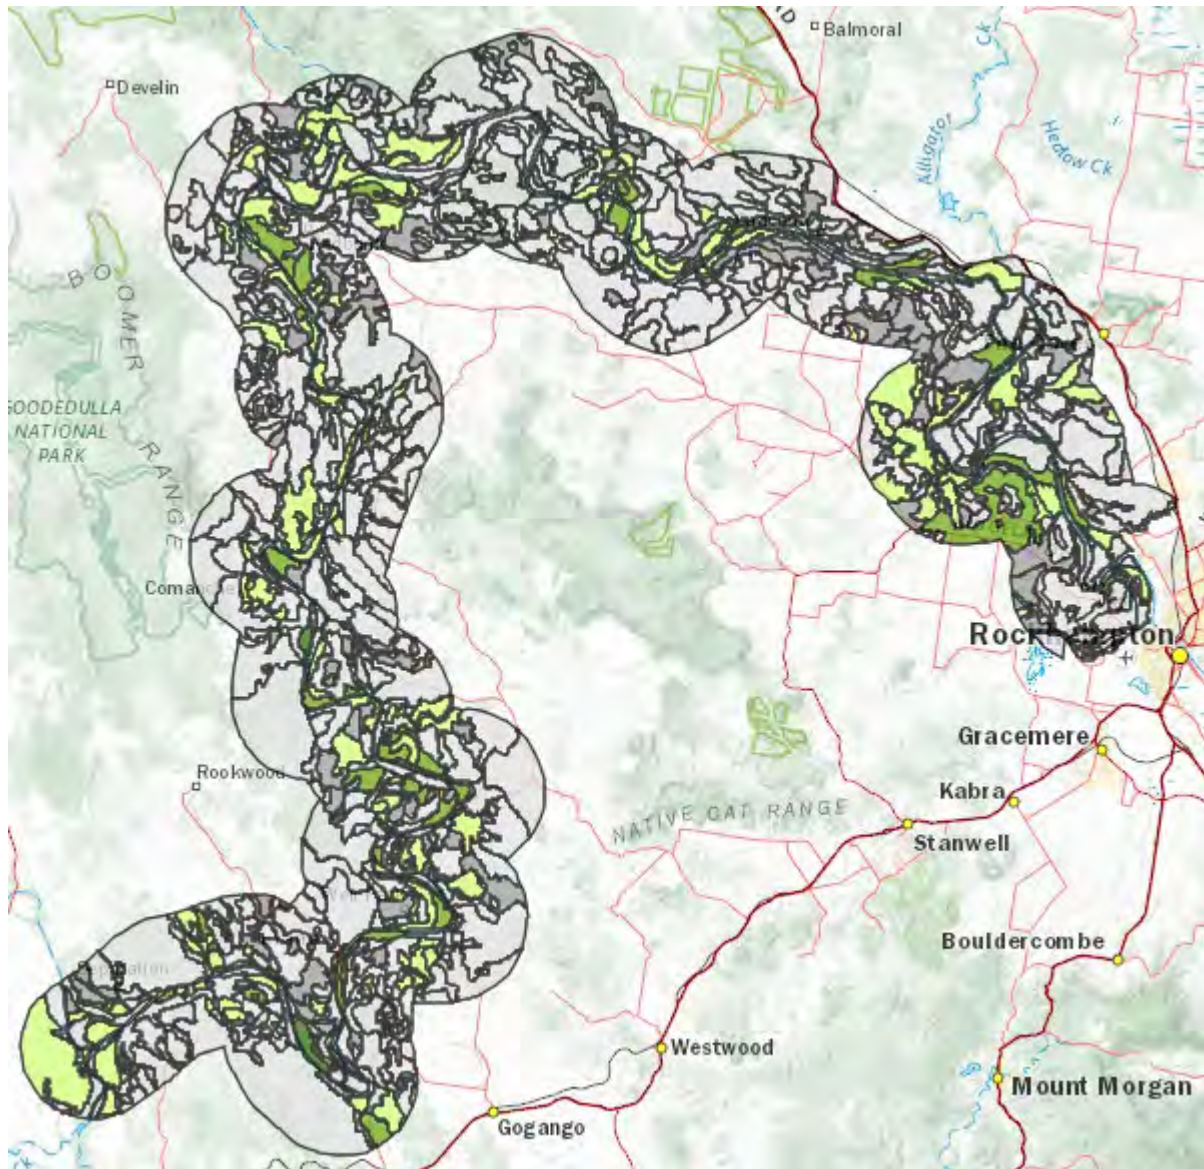 Balmoral
Develin
Alligator
Ck
Hedlow Ck
BOOMER
RANGE
GOODEDULLA
NATIONAL
PARK
Rookwood
NATIVE CAT RANGE
Gracemere
Kabra
Stanwell
Bouldercombe
Westwood
Mount Morgan
Gogango